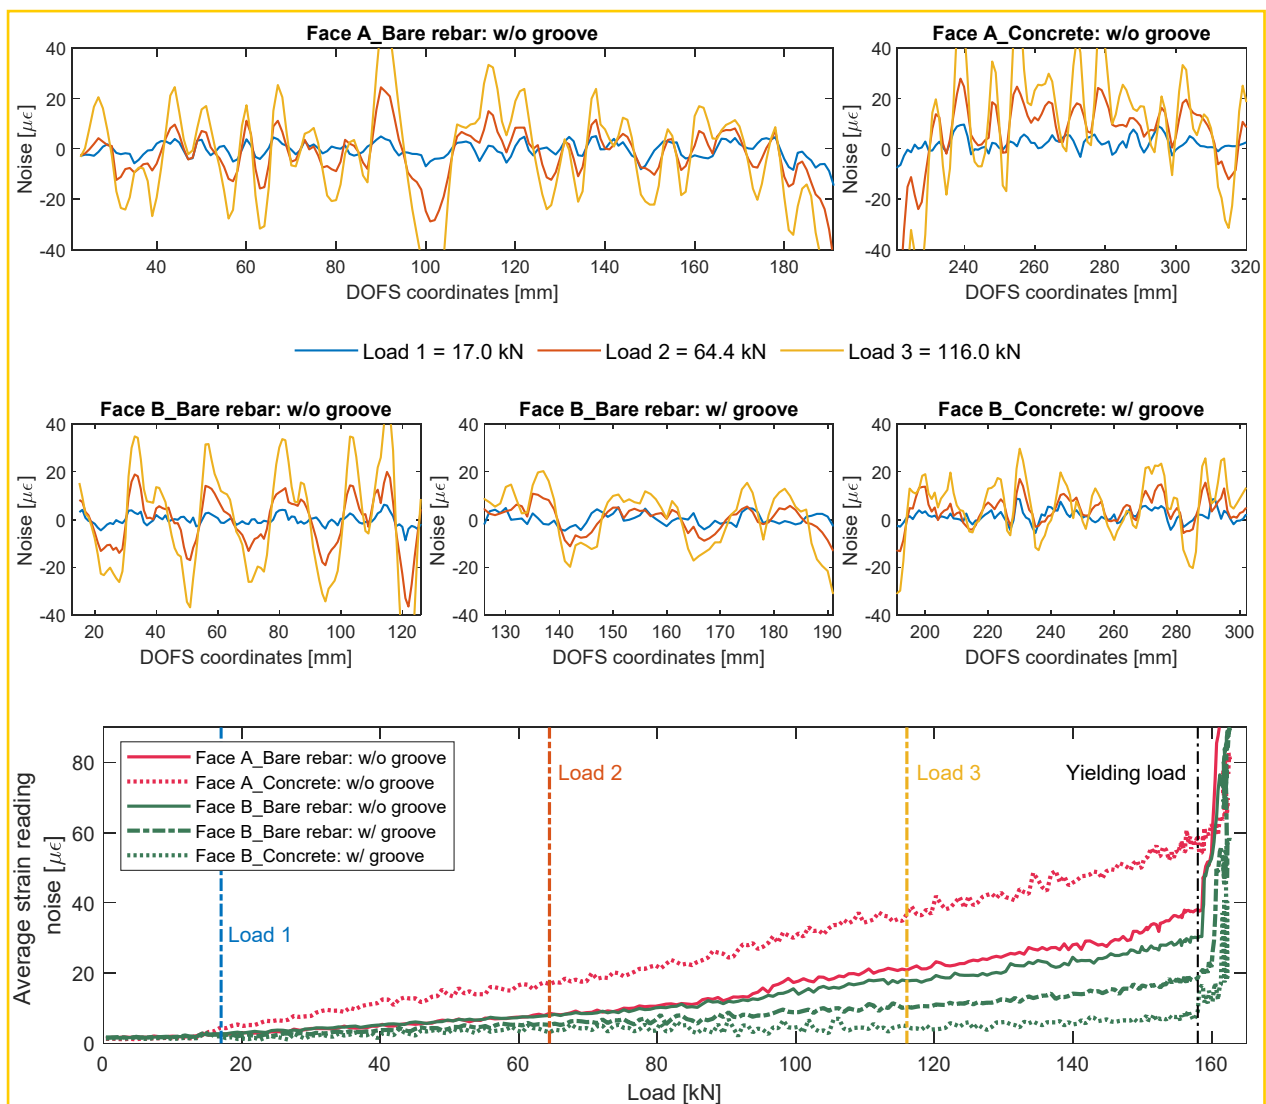 Face A_Bare rebar: w/o groove
Face A_Concrete: w/o groove
Noise [με]
40
20
0
-20
-40
40 60 80 100 120 140 160 180
DOFS coordinates [mm]
Noise [με]
40
20
0
-20
-40
240 260 280 300 320
DOFS coordinates [mm]
Load 1 = 17.0 kN Load 2 = 64.4 kN Load 3 = 116.0 kN
Face B_Bare rebar: w/o groove
Face B_Bare rebar: w/ groove
Face B_Concrete: w/ groove
Noise [με]
40
20
0
-20
-40
20 40 60 80 100 120
DOFS coordinates [mm]
Noise [με]
40
20
0
-20
-40
130 140 150 160 170 180 190
DOFS coordinates [mm]
Noise [με]
40
20
0
-20
-40
200 220 240 260 280 300
DOFS coordinates [mm]
Average strain reading
noise [με]
80
60
40
20
0
Face A_Bare rebar: w/o groove
Face A_Concrete: w/o groove
Face B_Bare rebar: w/o groove
Face B_Bare rebar: w/ groove
Face B_Concrete: w/ groove
Load 1
Load 2
Load 3
Yielding load
0 20 40 60 80 100 120 140 160
Load [kN]